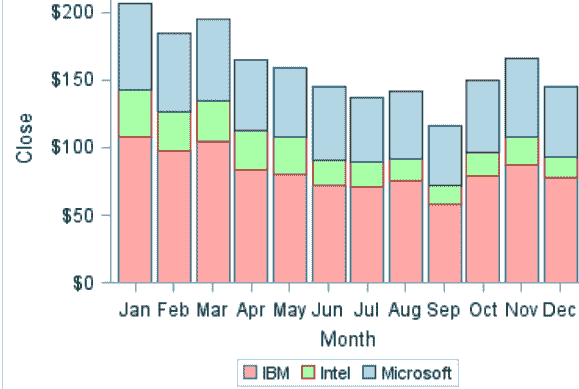 $200
$150
$100
$50
$0
Close
Jan Feb Mar Apr May Jun Jul Aug Sep Oct Nov Dec
Month
IBM Intel Microsoft